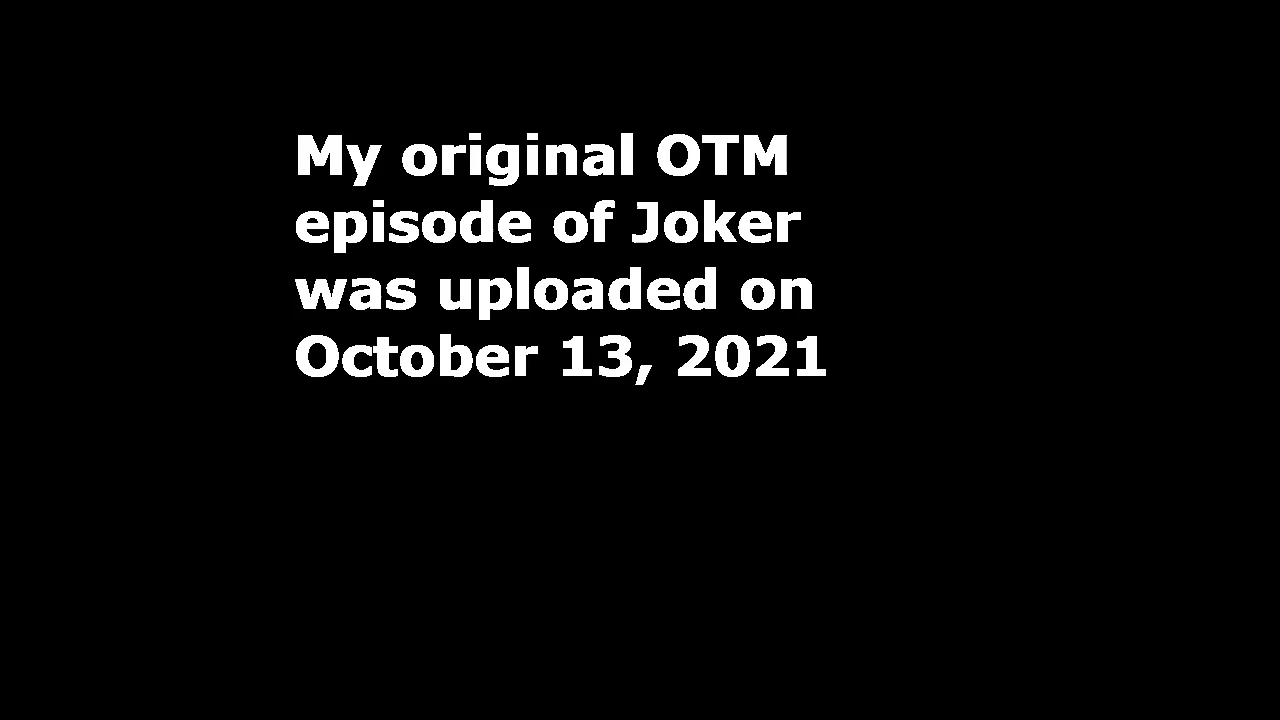 My original OTM
episode of Joker
was uploaded on
October 13, 2021